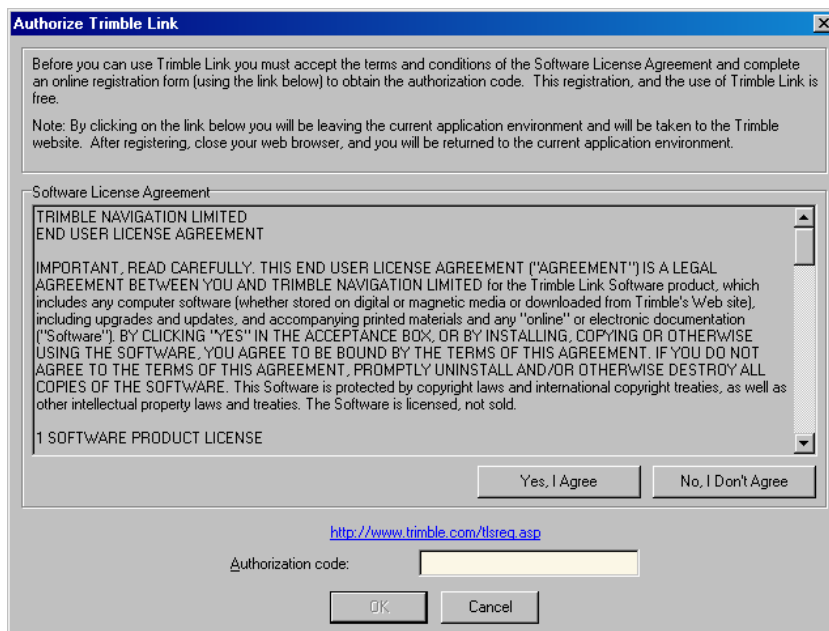 Authorize Trimble Link
Before you can use Trimble Link you must accept the terms and conditions of the Software License Agreement and complete
an online registration form (using the link below) to obtain the authorization code. This registration, and the use of Trimble Link is
free.
Note: By clicking on the link below you will be leaving the current application environment and will be taken to the Trimble
website. After registering, close your web browser, and you will be returned to the current application environment.
Software License Agreement
TRIMBLE NAVIGATION LIMITED
END USER LICENSE AGREEMENT
IMPORTANT, READ CAREFULLY. THIS END USER LICENSE AGREEMENT ("AGREEMENT") IS A LEGAL
AGREEMENT BETWEEN YOU AND TRIMBLE NAVIGATION LIMITED for the Trimble Link Software product, which
includes any computer software (whether stored on digital or magnetic media or downloaded from Trimble's Web site),
including upgrades and updates, and accompanying printed materials and any "online" or electronic documentation
("Software"). BY CLICKING "YES" IN THE ACCEPTANCE BOX, OR BY INSTALLING, COPYING OR OTHERWISE
USING THE SOFTWARE, YOU AGREE TO BE BOUND BY THE TERMS OF THIS AGREEMENT. IF YOU DO NOT
AGREE TO THE TERMS OF THIS AGREEMENT, PROMPTLY UNINSTALL AND/OR OTHERWISE DESTROY ALL
COPIES OF THE SOFTWARE. This Software is protected by copyright laws and international copyright treaties, as well as
other intellectual property laws and treaties. The Software is licensed, not sold.
1 SOFTWARE PRODUCT LICENSE
Yes, I Agree
No, I Don't Agree
http://www.trimble.com/tlsreq.asp
Authorization code:
OK
Cancel